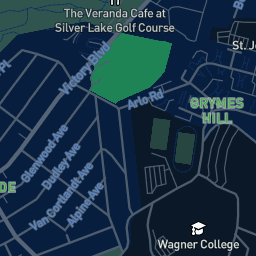 The Veranda Cafe at
Silver Lake Golf Course
Victory Blvd
St. J
Pl
Arlo Rd
GRYMES
HILL
Glenwood Ave
Dudley Ave
DE
Van Cortlandt Ave
Alpine Ave
Wagner College